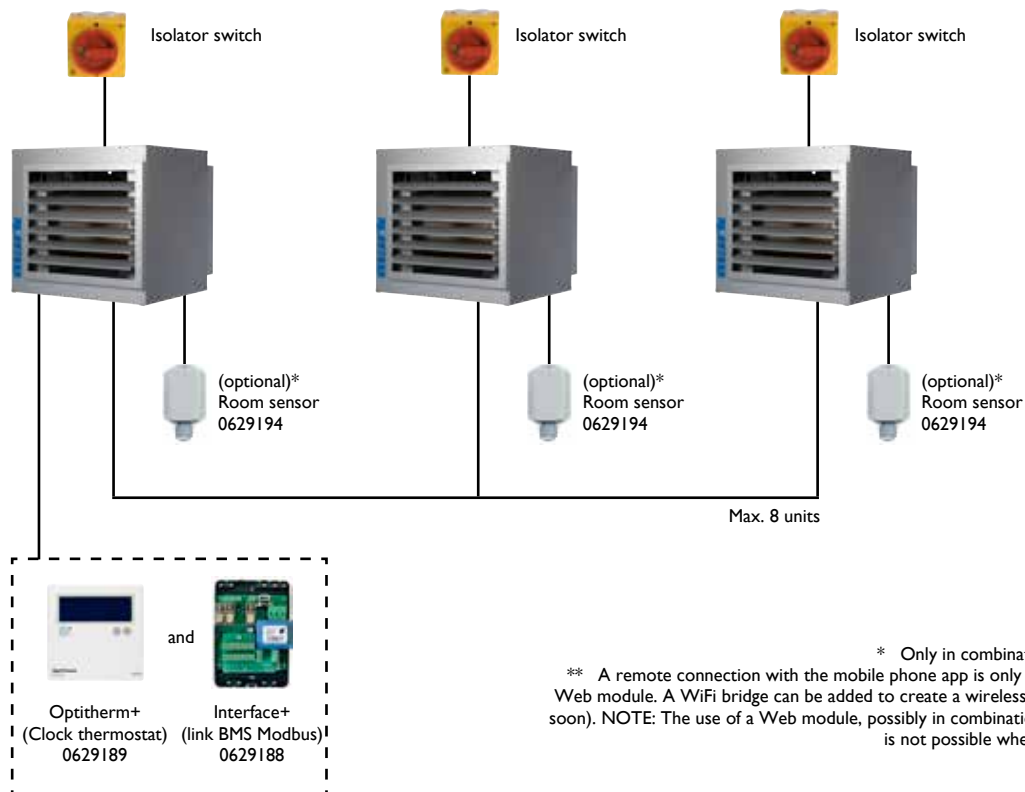 Isolator switch
Isolator switch
Isolator switch
(optional)*
Room sensor
0629194
(optional)*
Room sensor
0629194
(optional)*
Room sensor
0629194
Max. 8 units
and
Optitherm+
(Clock thermostat)
0629189
Interface+
(link BMS Modbus)
0629188
* Only in combinat
** A remote connection with the mobile phone app is only
Web module. A WiFi bridge can be added to create a wireless
soon). NOTE: The use of a Web module, possibly in combinatio
is not possible whe